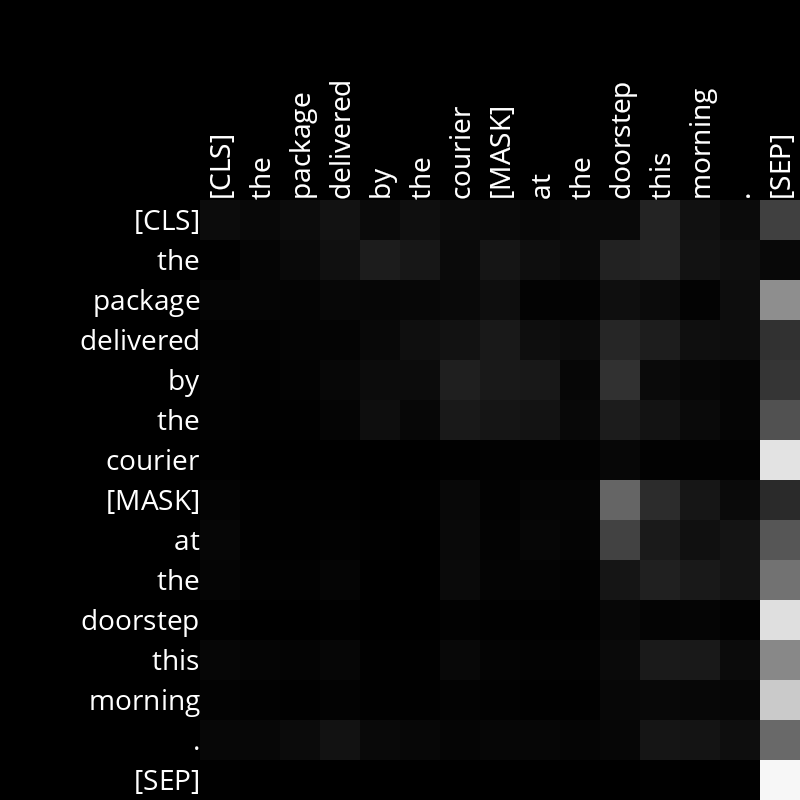 [CLS] the package delivered by the courier [MASK] at the doorstep this morning . [SEP]
[CLS]
the
package
delivered
by
the
courier
[MASK]
at
the
doorstep
this
morning
.
[SEP]